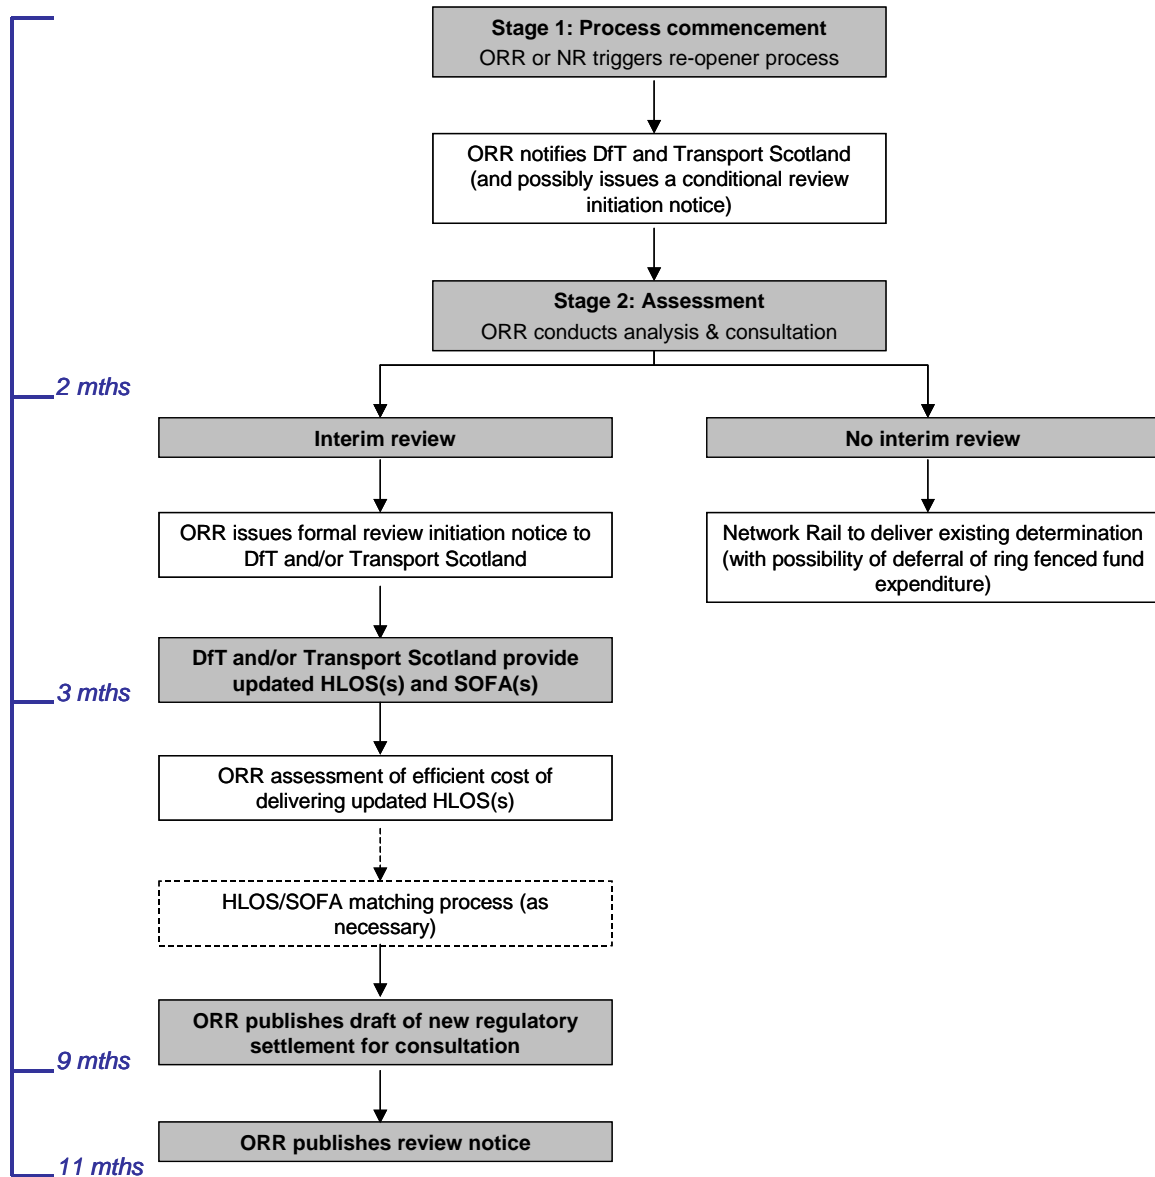 Stage 1: Process commencement
ORR or NR triggers re-opener process
ORR notifies DfT and Transport Scotland
(and possibly issues a conditional review
initiation notice)
Stage 2: Assessment
ORR conducts analysis & consultation
2 mths
Interim review
No interim review
ORR issues formal review initiation notice to
DfT and/or Transport Scotland
Network Rail to deliver existing determination
(with possibility of deferral of ring fenced fund
expenditure)
DfT and/or Transport Scotland provide
updated HLOS(s) and SOFA(s)
3 mths
ORR assessment of efficient cost of
delivering updated HLOS(s)
HLOS/SOFA matching process (as
necessary)
ORR publishes draft of new regulatory
settlement for consultation
9 mths
ORR publishes review notice
11 mths